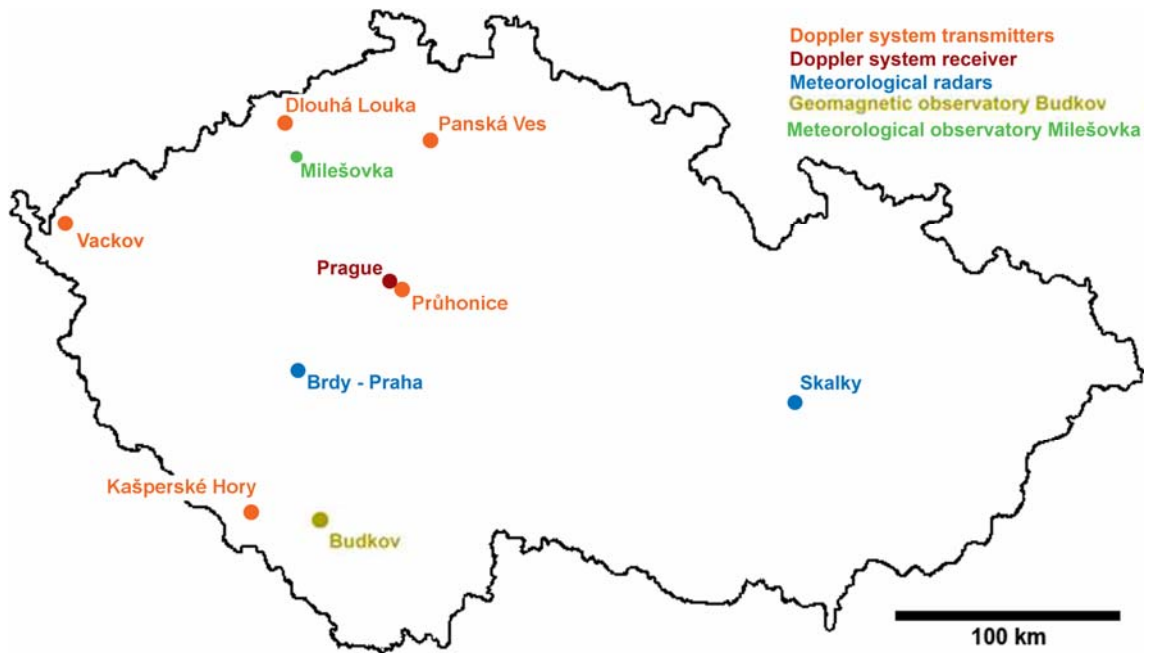 Doppler system transmitters
Doppler system receiver
Meteorological radars
Geomagnetic observatory Budkov
Meteorological observatory Milešovka
Dlouhá Louka
Panská Ves
Milešovka
Vackov
Prague
Průhonice
Brdy - Praha
Skalky
Kašperské Hory
Budkov
100 km